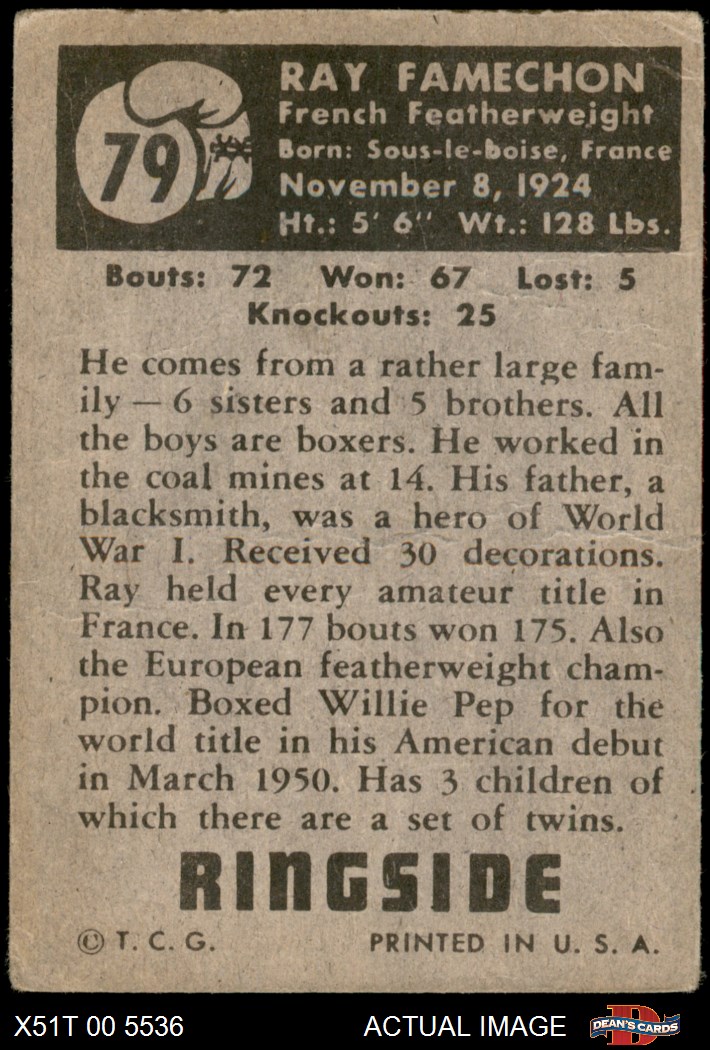 79
RAY FAMECHON
French Featherweight
Born: Sous-le-boise, France
November 8, 1924
Ht.: 5' 6" Wt.: 128 Lbs.
Bouts: 72 Won: 67 Lost: 5
Knockouts: 25
He comes from a rather large fam-
ily — 6 sisters and 5 brothers. All
the boys are boxers. He worked in
the coal mines at 14. His father, a
blacksmith, was a hero of World
War I. Received 30 decorations.
Ray held every amateur title in
France. In 177 bouts won 175. Also
the European featherweight cham-
pion. Boxed Willie Pep for the
world title in his American debut
in March 1950. Has 3 children of
which there are a set of twins.
RINGSIDE
© T. C. G. PRINTED IN U. S. A.
X51T 00 5536 ACTUAL IMAGE D DEAN'S CARDS